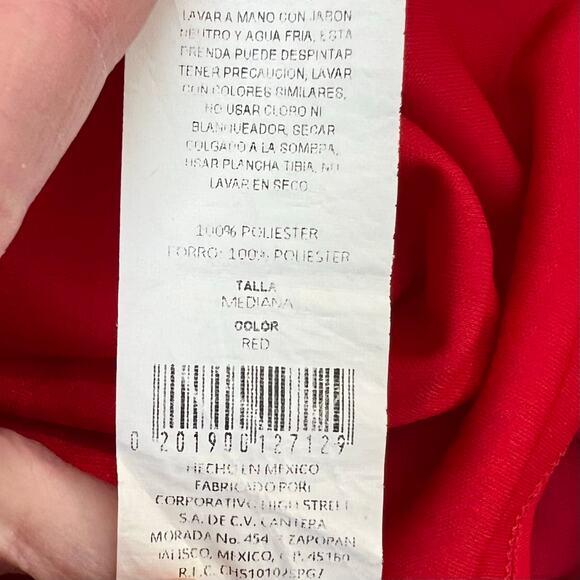 LAVAR A MANO CON JABON
NEUTRO Y AGUA FRIA, ESTA
PRENDA PUEDE DESPINTAR
TENER PRECAUCION, LAVAR
CON COLORES SIMILARES,
NO USAR CLORO NI
BLANQUEADOR, SECAR
COLGADO A LA SOMBRA,
USAR PLANCHA TIBIA, NO
LAVAR EN SECO
100% POLIESTER
FORRO: 100% POLIESTER
TALLA
MEDIANA
COLOR
RED
0 201900 127129
HECHO EN MEXICO
FABRICADO POR:
CORPORATIVO HIGH STREET
S.A. DE C.V. CANTERA
MORADA No. 454 ZAPOPAN
JALISCO, MEXICO, C.P. 45160